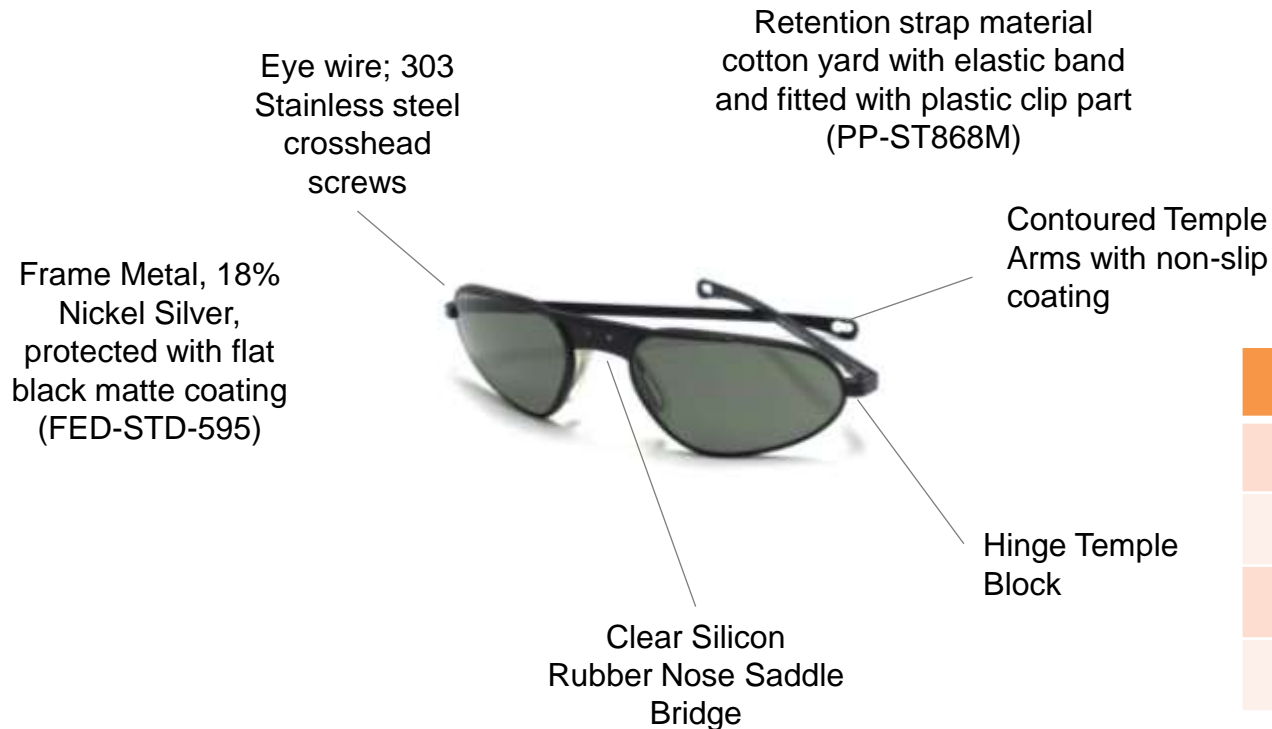 Retention strap material
cotton yard with elastic band
and fitted with plastic clip part
(PP-ST868M)
Eye wire; 303
Stainless steel
crosshead
screws
Contoured Temple
Arms with non-slip
coating
Frame Metal, 18%
Nickel Silver,
protected with flat
black matte coating
(FED-STD-595)
Hinge Temple
Block
Clear Silicon
Rubber Nose Saddle
Bridge